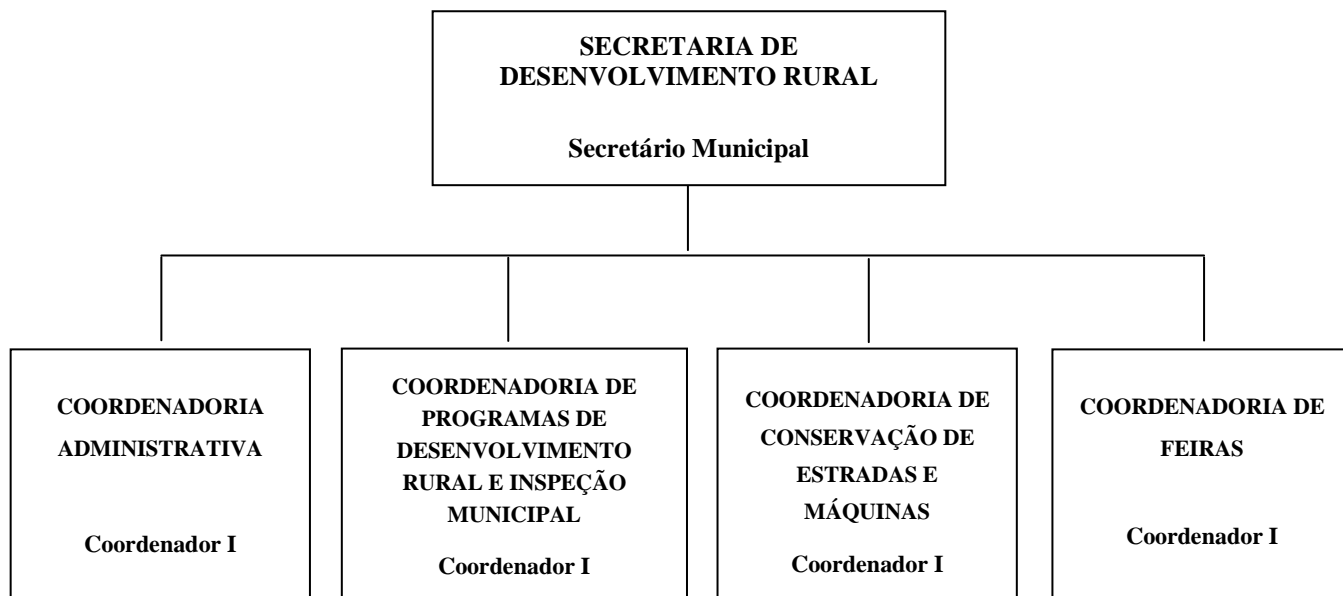 SECRETARIA DE
DESENVOLVIMENTO RURAL
Secretário Municipal
COORDENADORIA
ADMINISTRATIVA
Coordenador I
COORDENADORIA DE
PROGRAMAS DE
DESENVOLVIMENTO
RURAL E INSPEÇÃO
MUNICIPAL
Coordenador I
COORDENADORIA DE
CONSERVAÇÃO DE
ESTRADAS E
MÁQUINAS
Coordenador I
COORDENADORIA DE
FEIRAS
Coordenador I